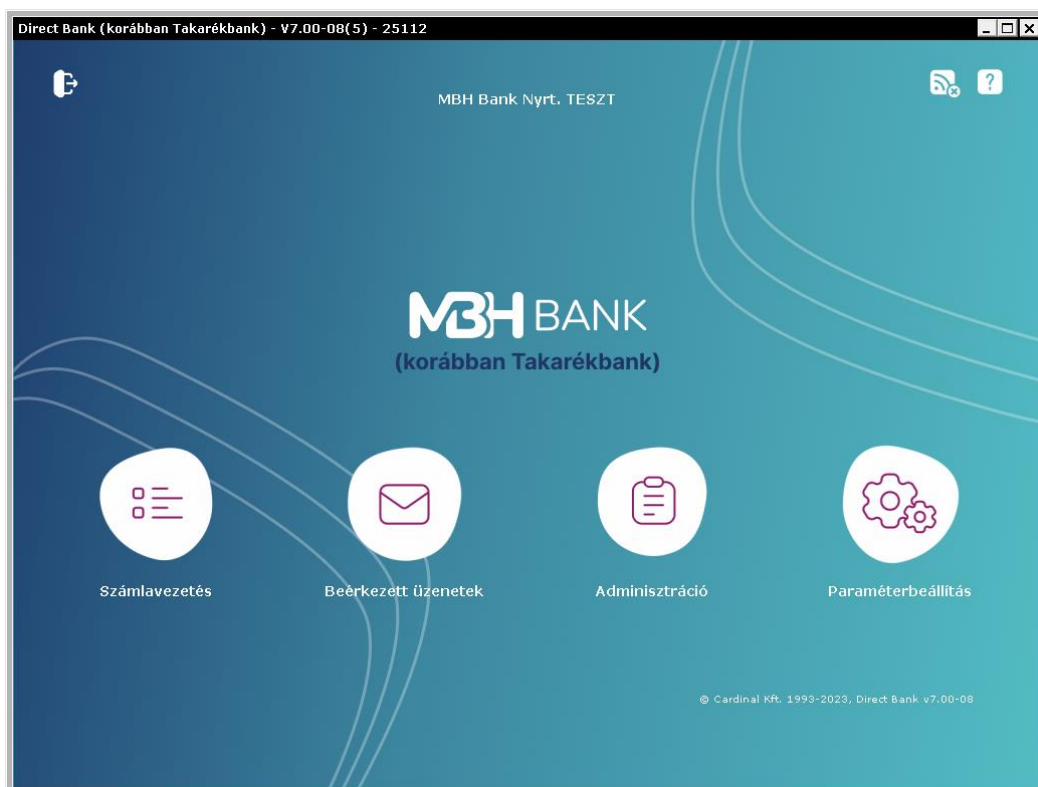 Direct Bank (korábban Takarékbank) - V7.00-08(5) - 25112
MBH Bank Nyrt. TESZT
?
MBH BANK
(korábban Takarékbank)
Számlavezetés
Beérkezett üzenetek
Adminisztráció
Paraméterbeállítás
© Cardinal Kft. 1993-2023, Direct Bank v7.00-08